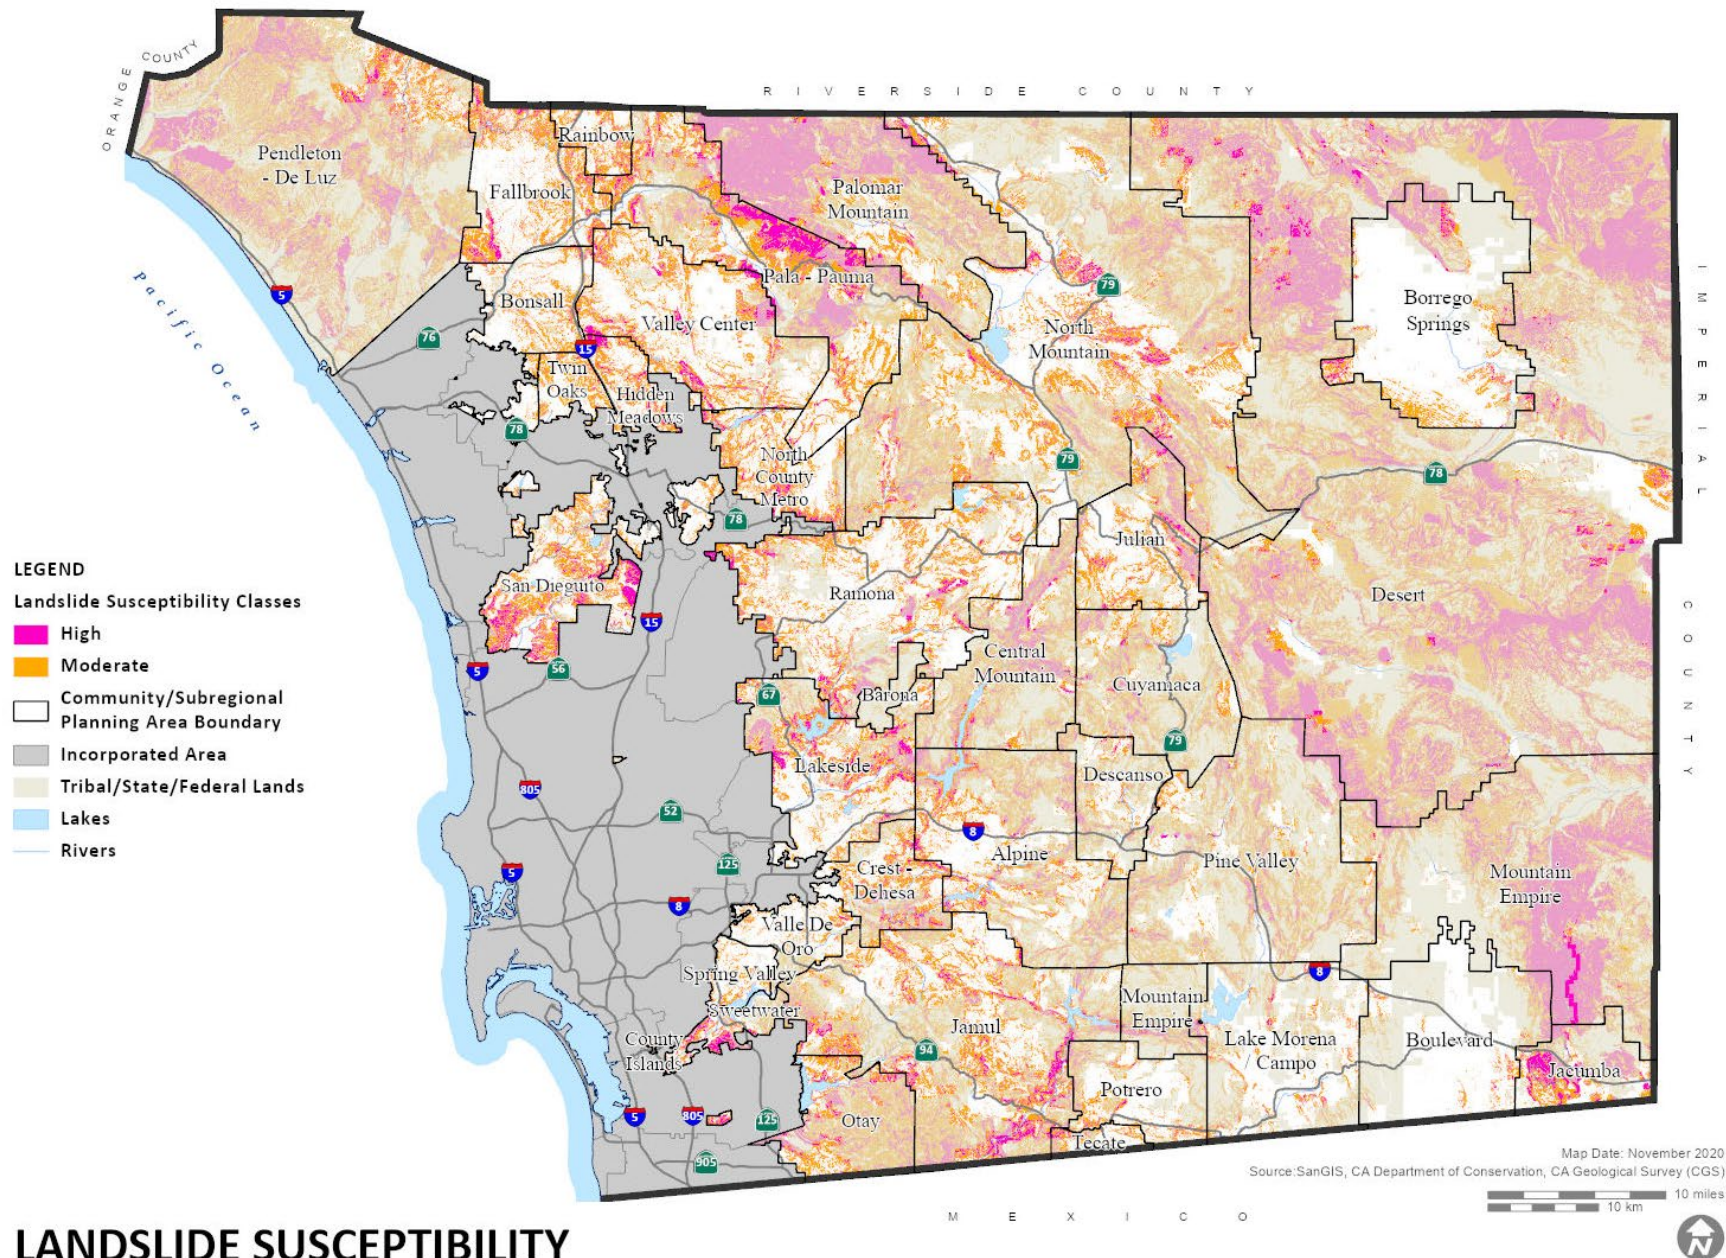 ORANGE COUNTY
RIVERSIDE COUNTY
Rainbow
Pendleton
- De Luz
Fallbrook
Palomar
Mountain
Pala - Pauma
79
5
Bonsall
Borrego
Springs
IMPERIAL
Pacific Ocean
76
Valley Center
North
Mountain
15
Twin
Oaks
Hidden
Meadows
78
79
78
North
County
Metro
78
Julian
San Dieguito
Ramona
Desert
COUNTY
LEGEND
Landslide Susceptibility Classes
High
Moderate
Community/Subregional
Planning Area Boundary
Incorporated Area
Tribal/State/Federal Lands
Lakes
Rivers
15
5
56
Central
Mountain
67
Barona
Cuyamaca
79
Lakeside
Descanso
805
52
8
Alpine
125
5
Crest -
Dehesa
Pine Valley
Mountain
Empire
8
Valle De
Oro
Spring Valley
8
Sweetwater
Mountain
Empire
County
Islands
Jamul
94
Lake Morena
/ Campo
Boulevard
Jacumba
Potrero
5
805
125
Otay
Tecate
905
Map Date: November 2020
Source:SanGIS, CA Department of Conservation, CA Geological Survey (CGS)
10 miles
10 km
MEXICO
N
LANDSLIDE SUSCEPTIBILITY